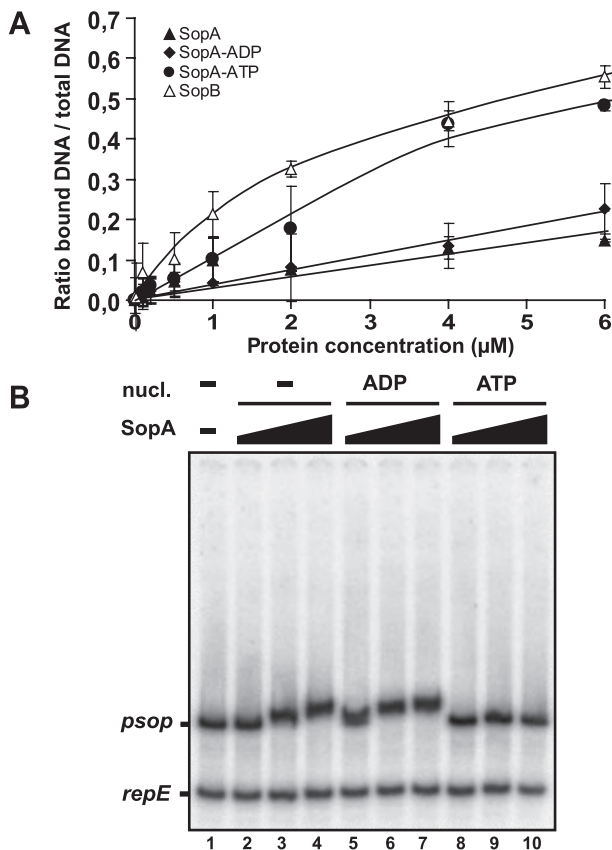 A
0,7
0,6
0,5
0,4
0,3
0,2
0,1
0,0
Ratio bound DNA / total DNA
SopA
SopA-ADP
SopA-ATP
SopB
0 1 2 3 4 5 6
Protein concentration (µM)
B
nucl. – – ADP ATP
SopA –
psop
repE
1 2 3 4 5 6 7 8 9 10